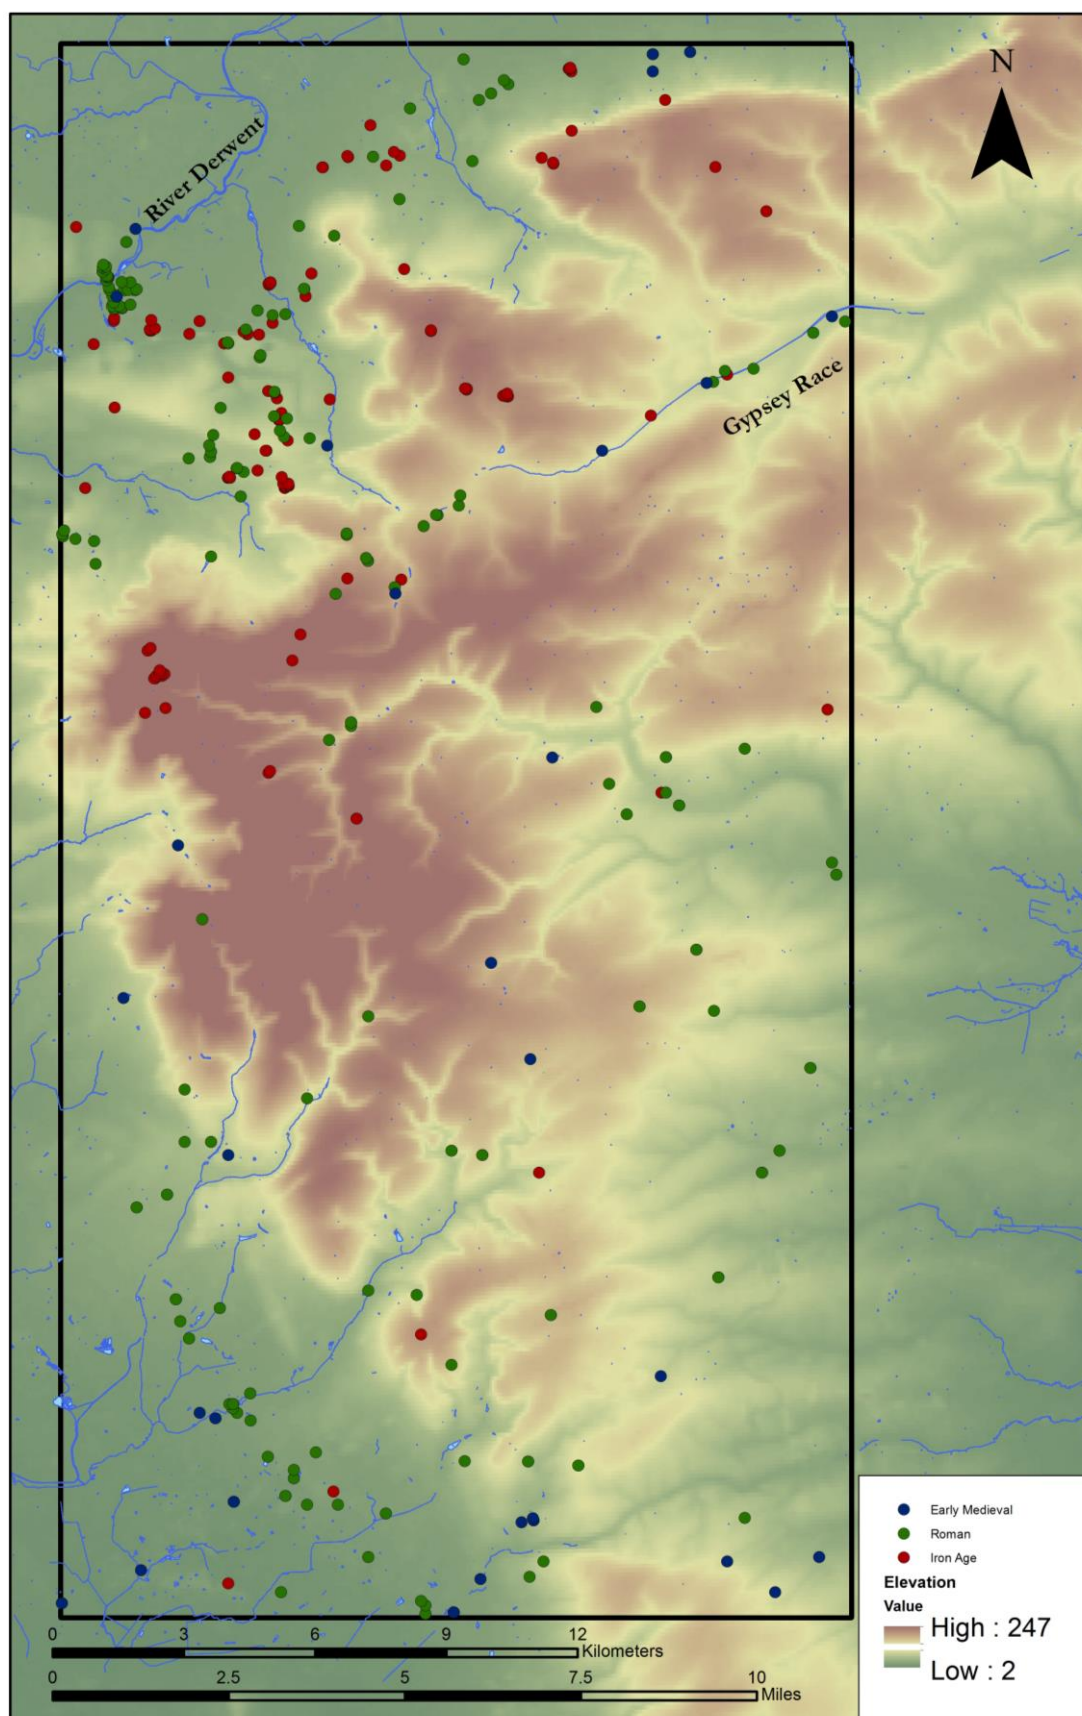 N
River Derwent
Gypsey Race
Early Medieval
Roman
Iron Age
Elevation
Value
High : 247
Low : 2
0 3 6 9 12
Kilometers
0 2.5 5 7.5 10
Miles